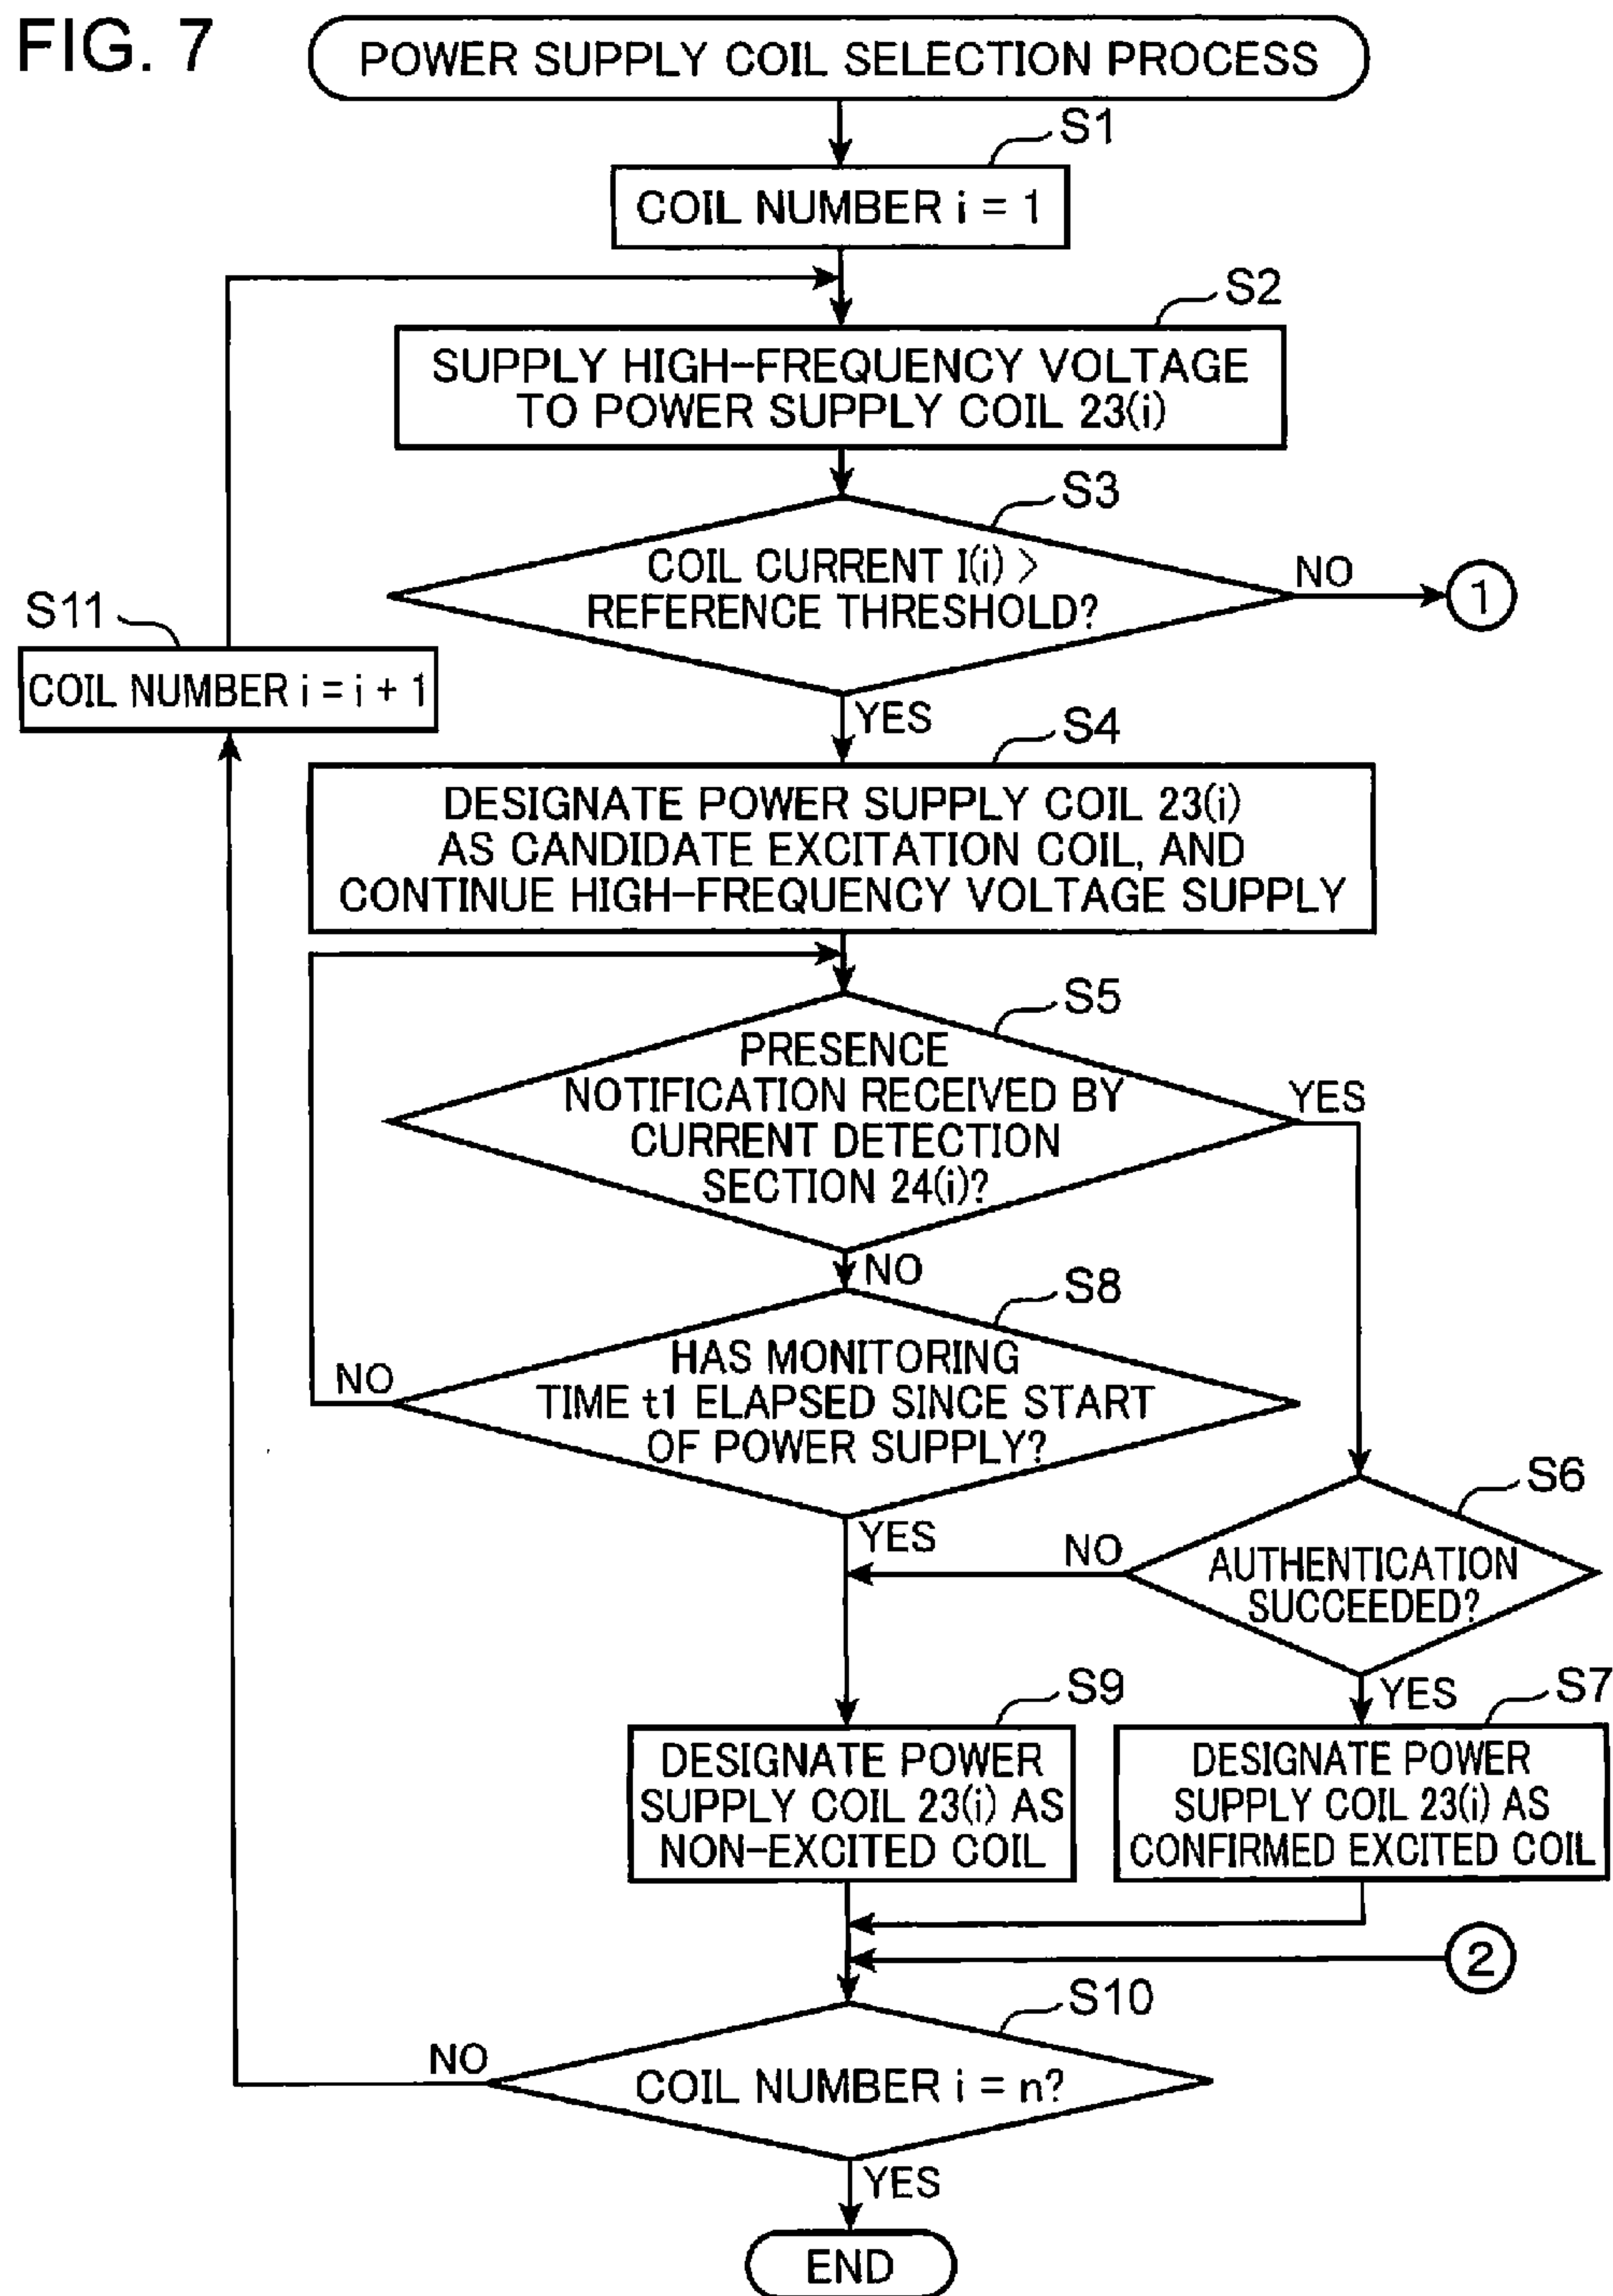 FIG. 7
POWER SUPPLY COIL SELECTION PROCESS
S1
COIL NUMBER i = 1
S2
SUPPLY HIGH-FREQUENCY VOLTAGE
TO POWER SUPPLY COIL 23(i)
S3
COIL CURRENT I(i) >
REFERENCE THRESHOLD?
NO
1
S11
COIL NUMBER i = i + 1
YES
S4
DESIGNATE POWER SUPPLY COIL 23(i)
AS CANDIDATE EXCITATION COIL, AND
CONTINUE HIGH-FREQUENCY VOLTAGE SUPPLY
S5
PRESENCE
NOTIFICATION RECEIVED BY
CURRENT DETECTION
SECTION 24(i)?
YES
NO
S8
HAS MONITORING
TIME t1 ELAPSED SINCE START
OF POWER SUPPLY?
NO
YES
S6
AUTHENTICATION
SUCCEEDED?
NO
YES
S9
DESIGNATE POWER
SUPPLY COIL 23(i) AS
NON-EXCITED COIL
S7
DESIGNATE POWER
SUPPLY COIL 23(i) AS
CONFIRMED EXCITED COIL
2
S10
COIL NUMBER i = n?
NO
YES
END